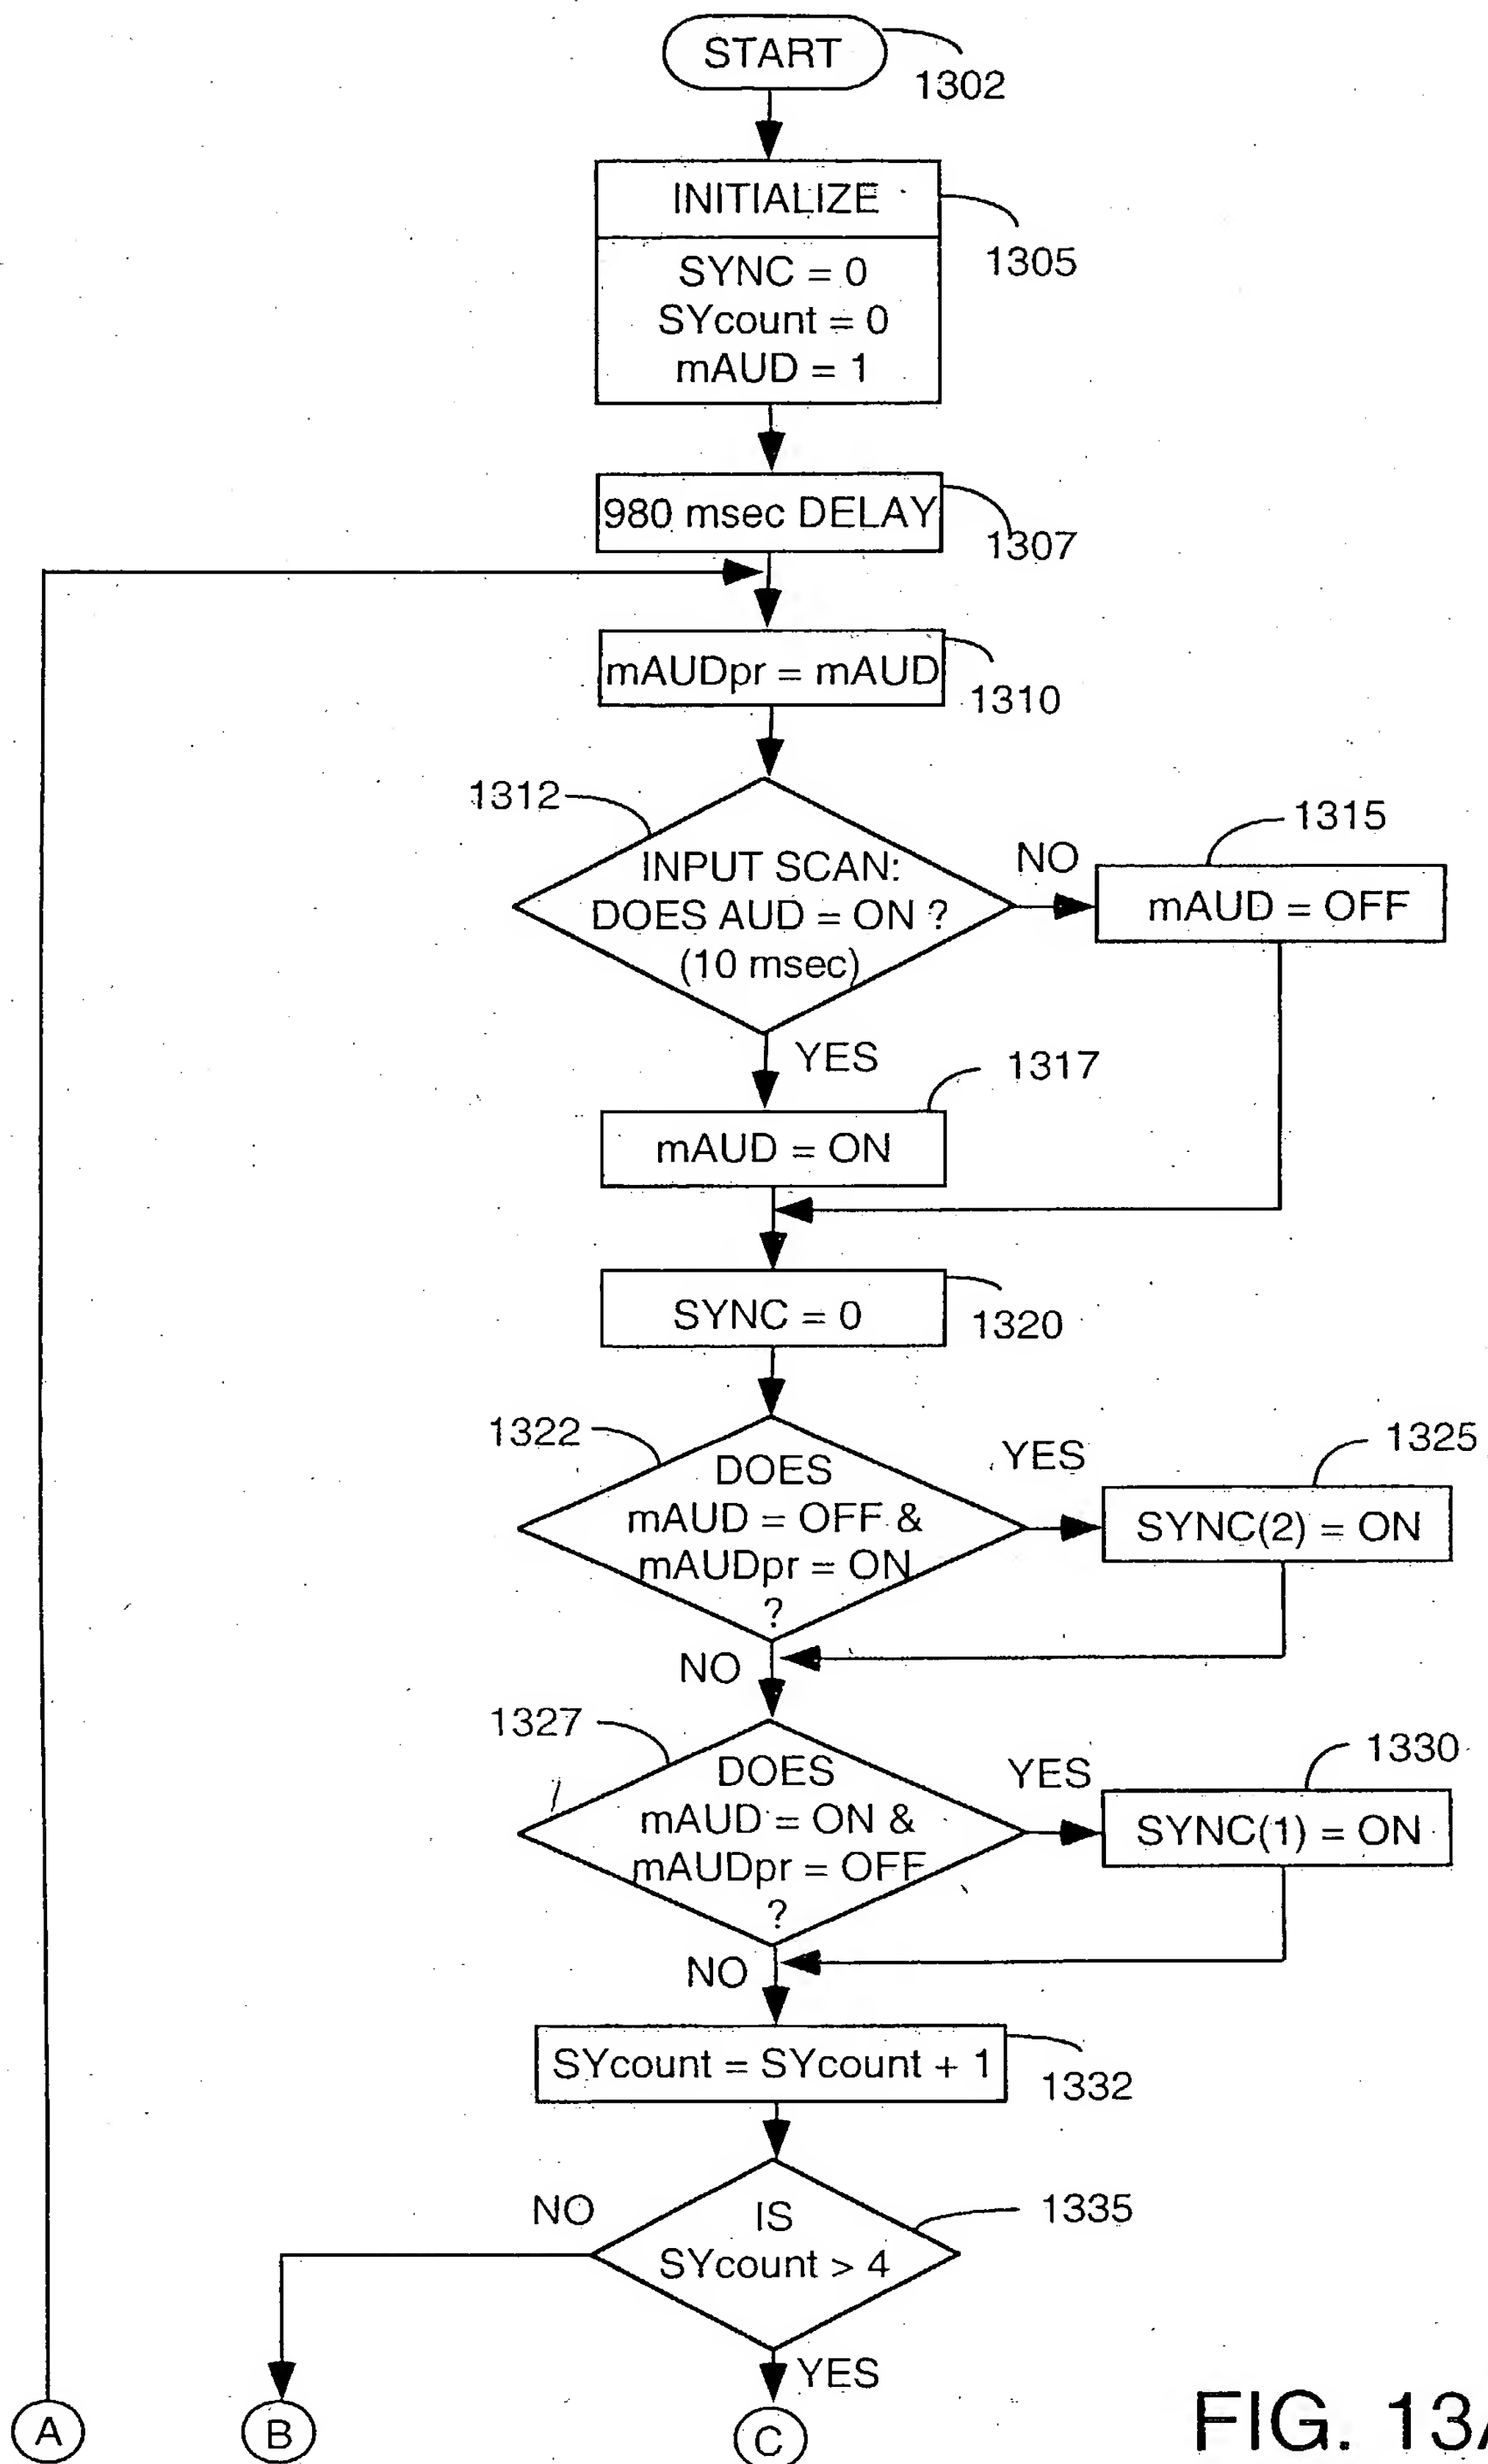 START
1302
INITIALIZE
1305
SYNC = 0
SYcount = 0
mAUD = 1
980 msec DELAY
1307
mAUDpr = mAUD
1310
1312
INPUT SCAN:
DOES AUD = ON ?
(10 msec)
NO
1315
mAUD = OFF
YES
1317
mAUD = ON
SYNC = 0
1320
1322
DOES
mAUD = OFF &
mAUDpr = ON
?
YES
1325
SYNC(2) = ON
NO
1327
DOES
mAUD = ON &
mAUDpr = OFF
?
YES
1330
SYNC(1) = ON
NO
SYcount = SYcount + 1
1332
NO
IS
SYcount > 4
1335
YES
A
B
C
FIG. 13A